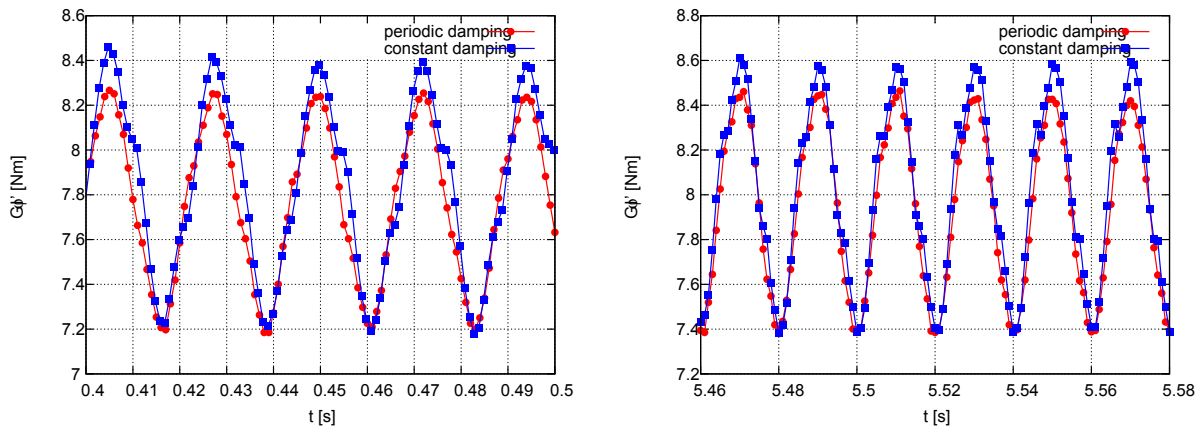 8.6
8.4
8.2
8
7.8
7.6
7.4
7.2
7
0.4 0.41 0.42 0.43 0.44 0.45 0.46 0.47 0.48 0.49 0.5
Gϕ' [Nm]
t [s]
periodic damping
constant damping
8.8
8.6
8.4
8.2
8
7.8
7.6
7.4
7.2
5.46 5.48 5.5 5.52 5.54 5.56 5.58
Gϕ' [Nm]
t [s]
periodic damping
constant damping